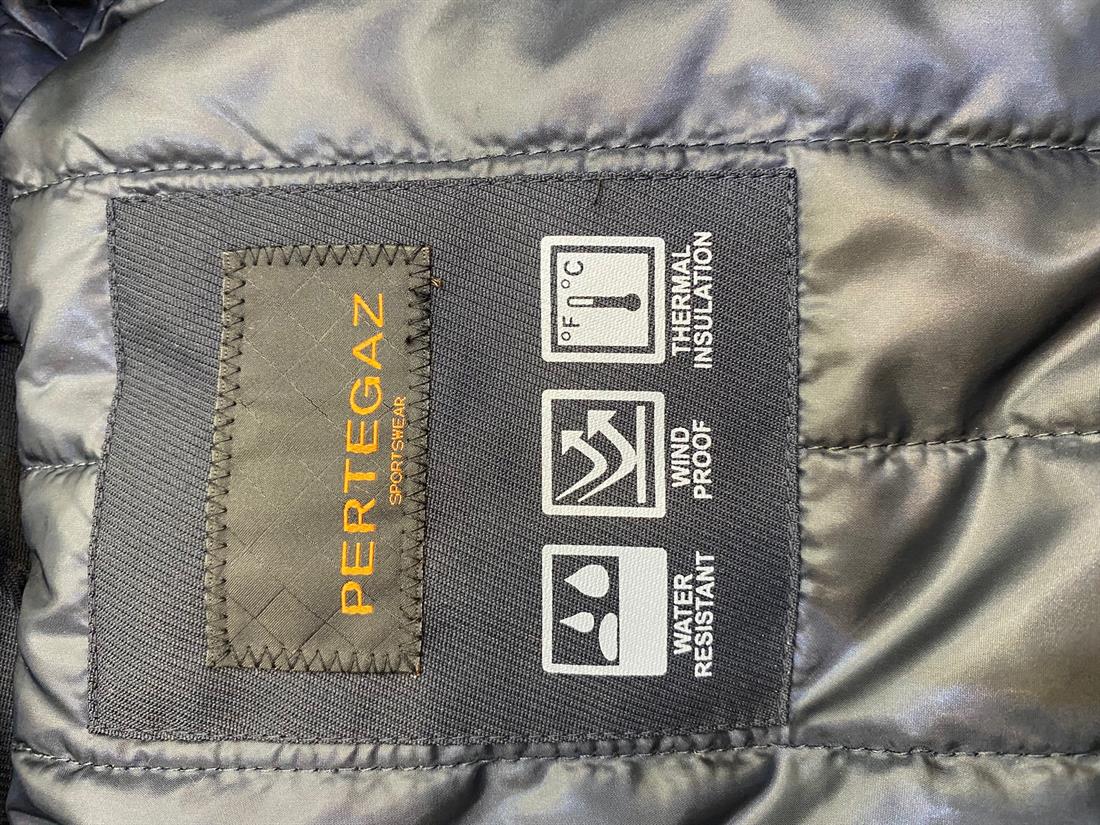 PERTEGAZ
SPORTSWEAR
WATER
RESISTANT
WIND
PROOF
°F °C
THERMAL
INSULATION